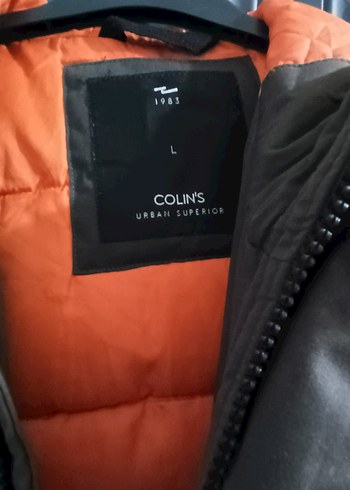 1983
L
COLIN'S
URBAN SUPERIOR